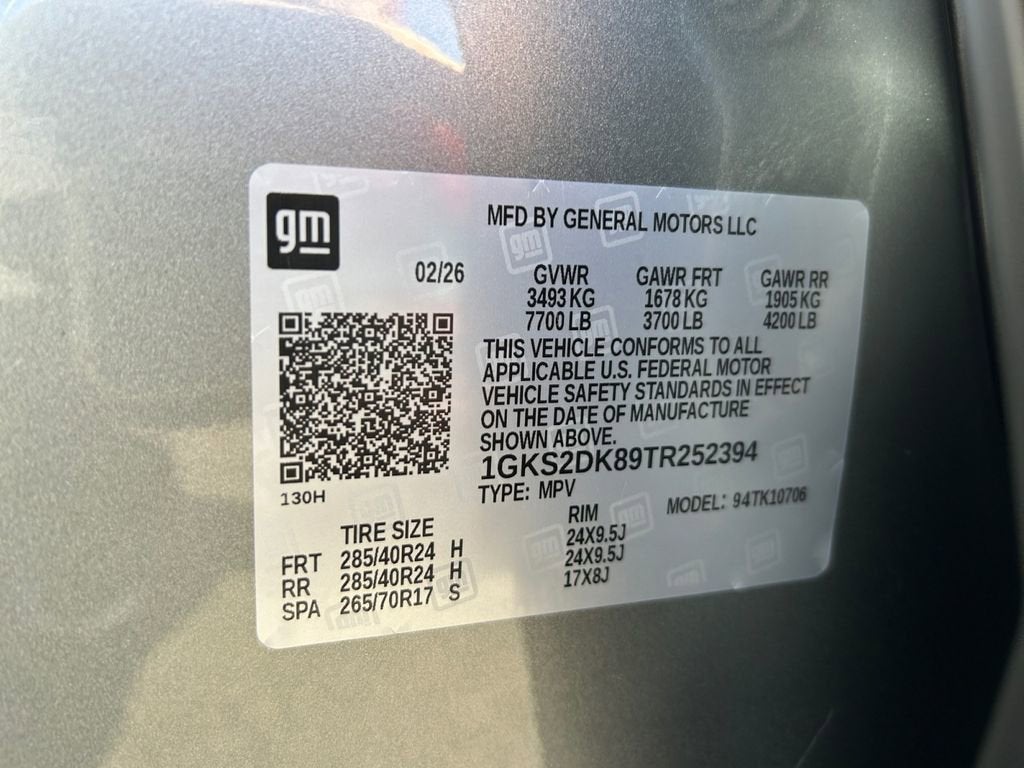 gm
MFD BY GENERAL MOTORS LLC
02/26
GVWR GAWR FRT GAWR RR
3493 KG 1678 KG 1905 KG
7700 LB 3700 LB 4200 LB
THIS VEHICLE CONFORMS TO ALL
APPLICABLE U.S. FEDERAL MOTOR
VEHICLE SAFETY STANDARDS IN EFFECT
ON THE DATE OF MANUFACTURE
SHOWN ABOVE.
1GKS2DK89TR252394
TYPE: MPV MODEL: 94TK10706
130H
TIRE SIZE RIM
FRT 285/40R24 H 24X9.5J
RR 285/40R24 H 24X9.5J
SPA 265/70R17 S 17X8J